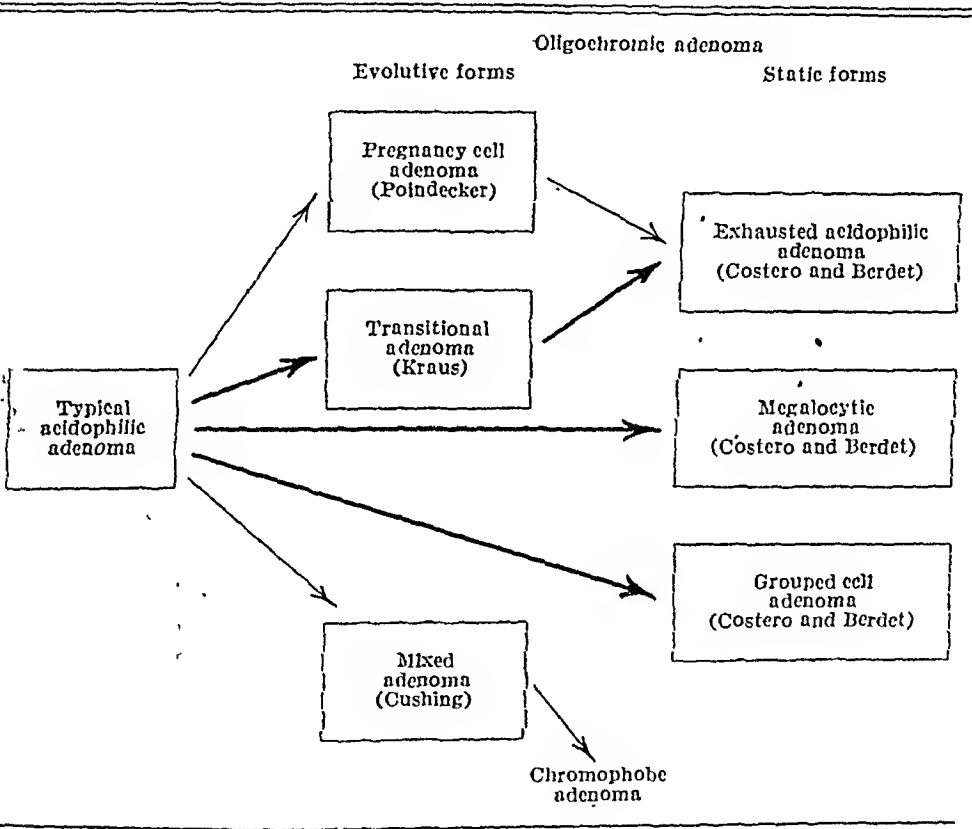 Oligochromic adenoma
Evolutive forms
Static forms
Pregnancy cell
adenoma
(Poindecker)
Exhausted acidophilic
adenoma
(Costero and Berdet)
Transitional
adenoma
(Kraus)
Typical
acidophilic
adenoma
Megalocytic
adenoma
(Costero and Berdet)
Grouped cell
adenoma
(Costero and Berdet)
Mixed
adenoma
(Cushing)
Chromophobe
adenoma